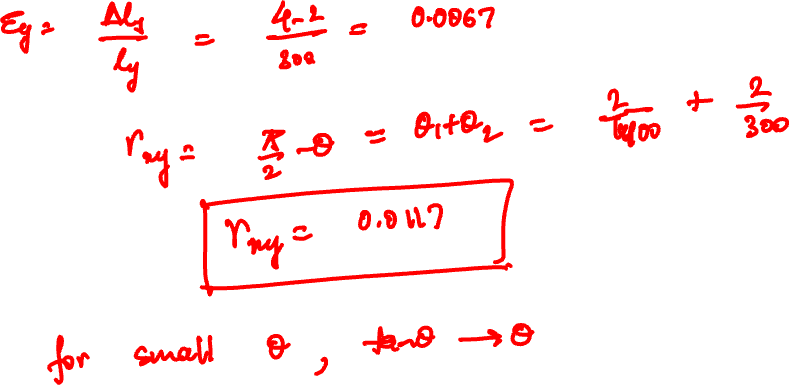 εy = Δly/ly = 4-2/300 = 0.0067
γxy = π/2 - θ = θ1+θ2 = 2/400 + 2/300
γxy = 0.0117
for small θ, tanθ → θ